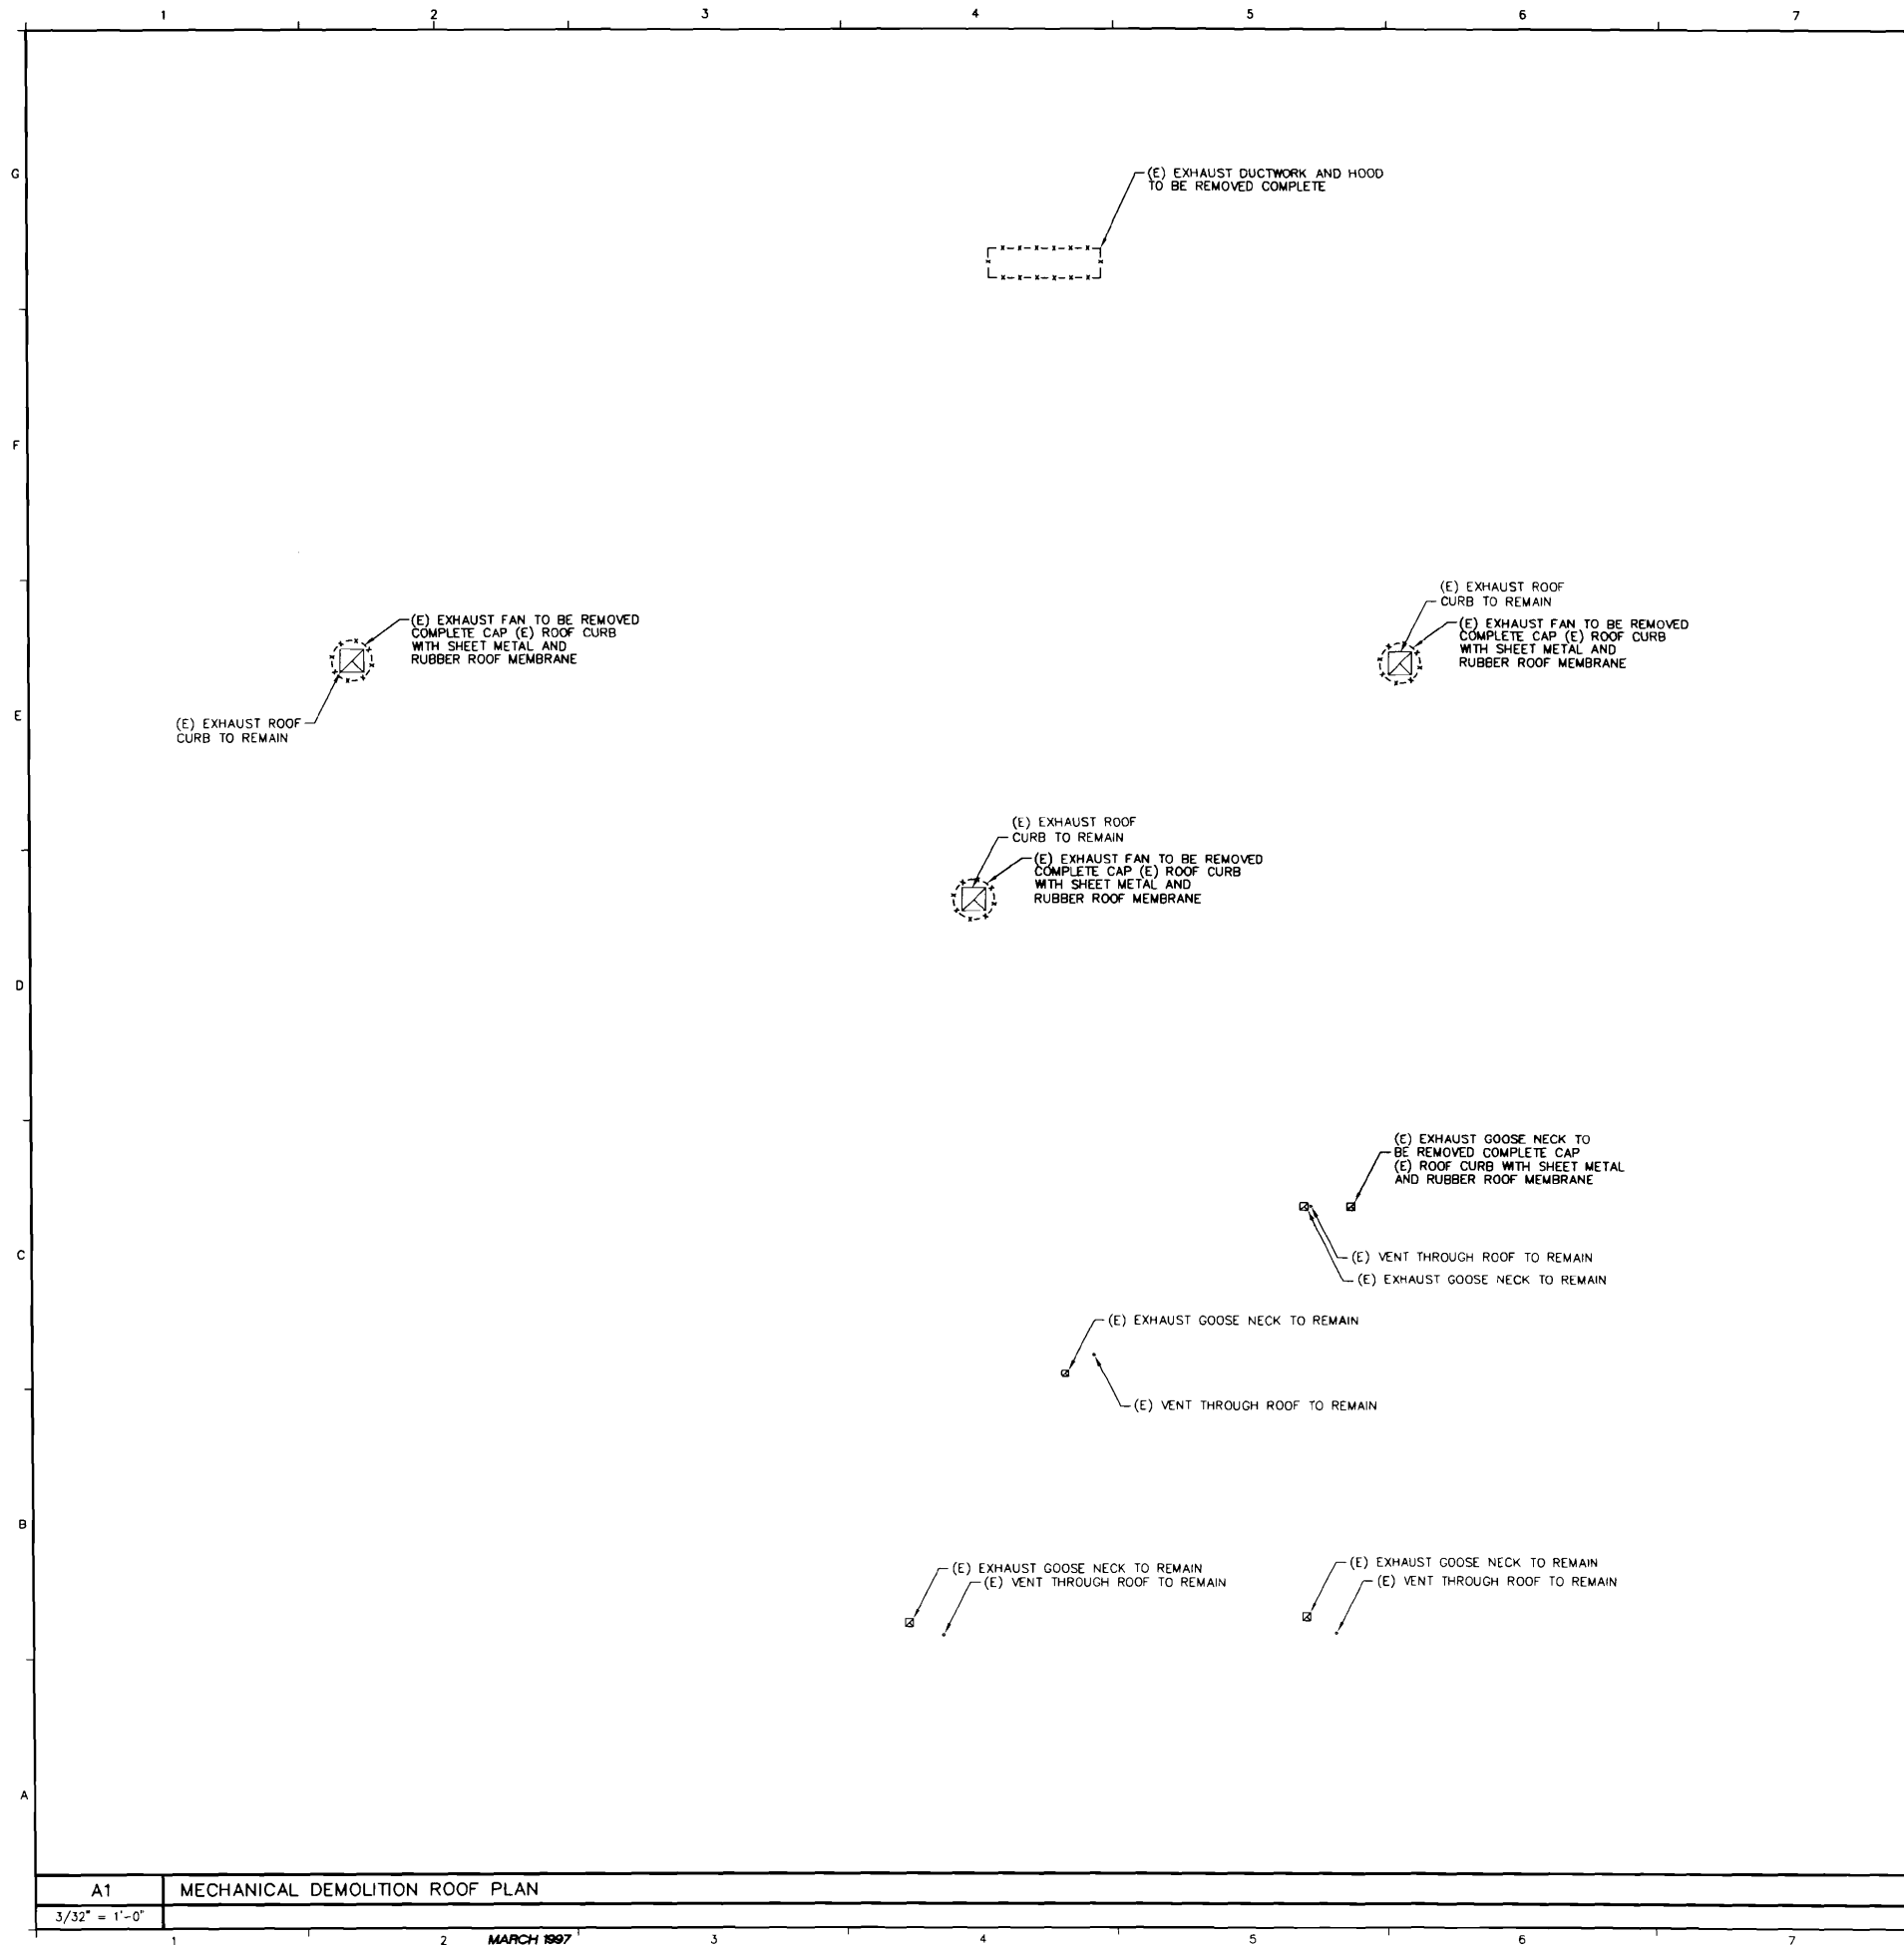 1 2 3 4 5 6 7
G
(E) EXHAUST DUCTWORK AND HOOD
TO BE REMOVED COMPLETE
F
(E) EXHAUST FAN TO BE REMOVED
COMPLETE CAP (E) ROOF CURB
WITH SHEET METAL AND
RUBBER ROOF MEMBRANE
(E) EXHAUST ROOF
CURB TO REMAIN
(E) EXHAUST FAN TO BE REMOVED
COMPLETE CAP (E) ROOF CURB
WITH SHEET METAL AND
RUBBER ROOF MEMBRANE
E
(E) EXHAUST ROOF
CURB TO REMAIN
(E) EXHAUST ROOF
CURB TO REMAIN
(E) EXHAUST FAN TO BE REMOVED
COMPLETE CAP (E) ROOF CURB
WITH SHEET METAL AND
RUBBER ROOF MEMBRANE
D
(E) EXHAUST GOOSE NECK TO
BE REMOVED COMPLETE CAP
(E) ROOF CURB WITH SHEET METAL
AND RUBBER ROOF MEMBRANE
C
(E) VENT THROUGH ROOF TO REMAIN
(E) EXHAUST GOOSE NECK TO REMAIN
(E) EXHAUST GOOSE NECK TO REMAIN
(E) VENT THROUGH ROOF TO REMAIN
B
(E) EXHAUST GOOSE NECK TO REMAIN
(E) VENT THROUGH ROOF TO REMAIN
(E) EXHAUST GOOSE NECK TO REMAIN
(E) VENT THROUGH ROOF TO REMAIN
A
A1 MECHANICAL DEMOLITION ROOF PLAN
3/32" = 1'-0"
1 2 MARCH 1997 3 4 5 6 7